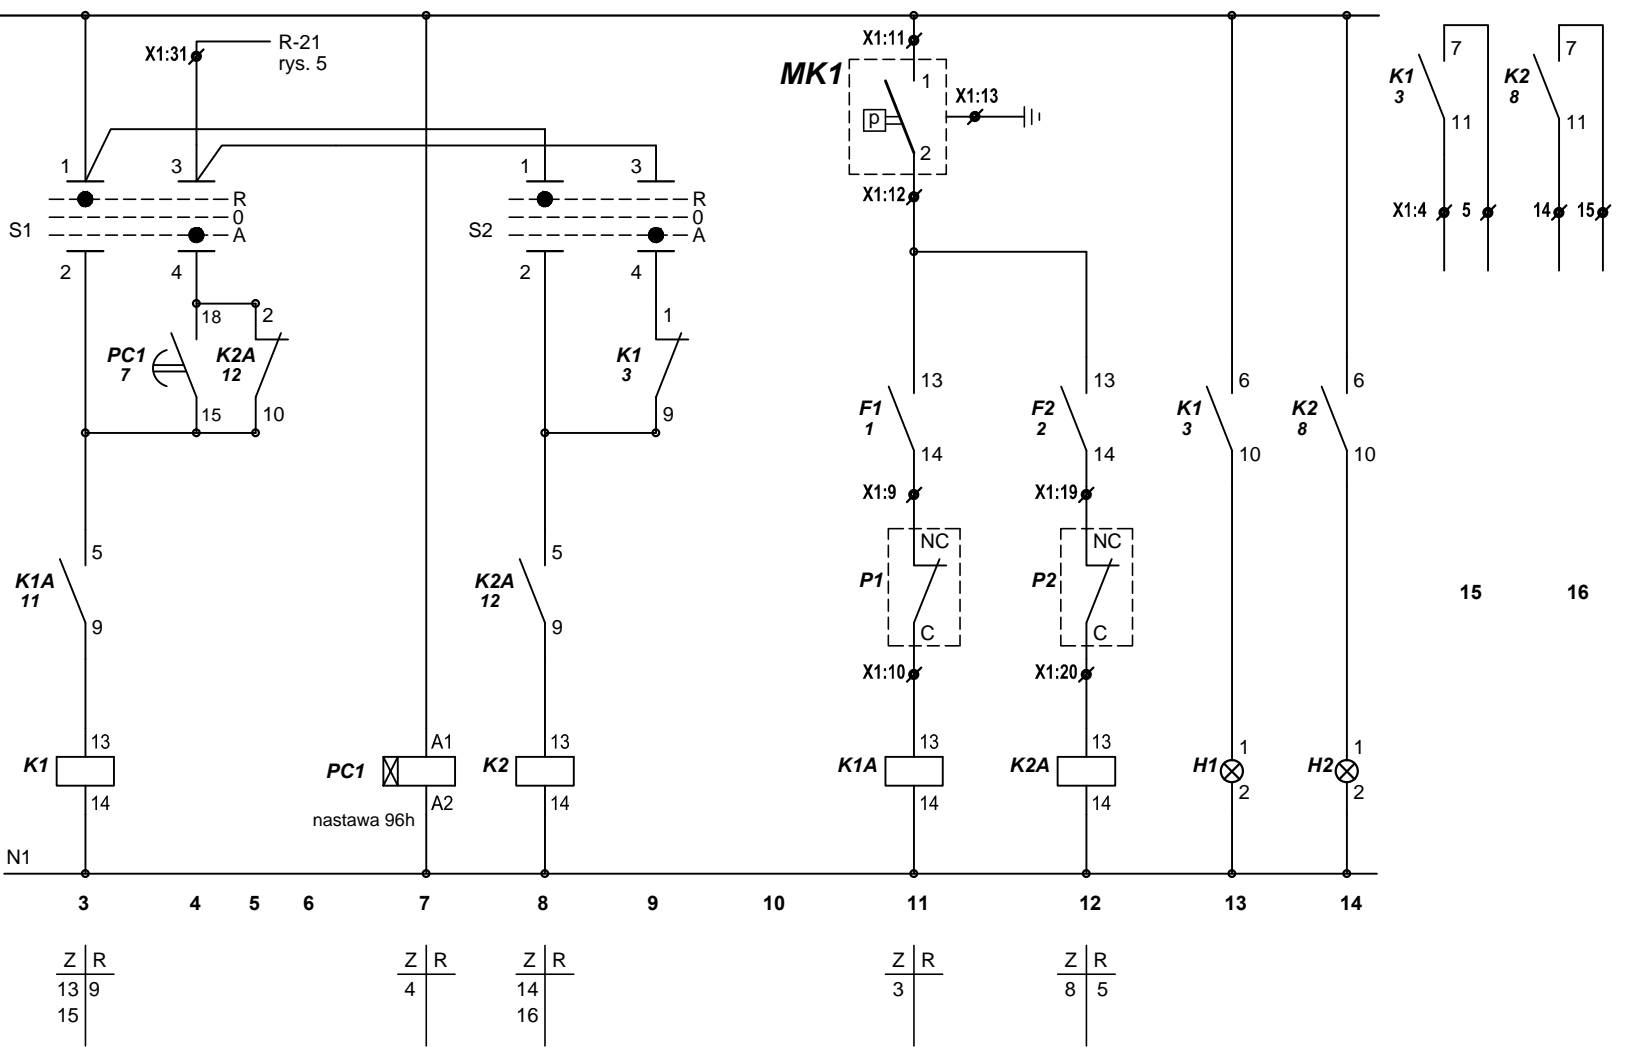 X1:31
R-21
rys. 5
X1:11
MK1
1
X1:13
p
2
X1:12
7
7
K1
3
K2
8
11
11
X1:4
5
14
15
1
3
1
3
R
0
A
R
0
A
S1
S2
2
4
2
4
18
2
1
PC1
7
K2A
12
K1
3
15
10
9
13
13
6
6
F1
1
F2
2
K1
3
K2
8
14
14
10
10
X1:9
X1:19
NC
NC
5
5
K1A
11
K2A
12
P1
P2
15
16
9
9
C
C
X1:10
X1:20
13
A1
13
13
13
1
1
K1
PC1
K2
K1A
K2A
H1
H2
14
A2
14
14
14
2
2
nastawa 96h
N1
3
4
5
6
7
8
9
10
11
12
13
14
Z R
Z R
Z R
Z R
Z R
13 9
4
14
3
8 5
15
16